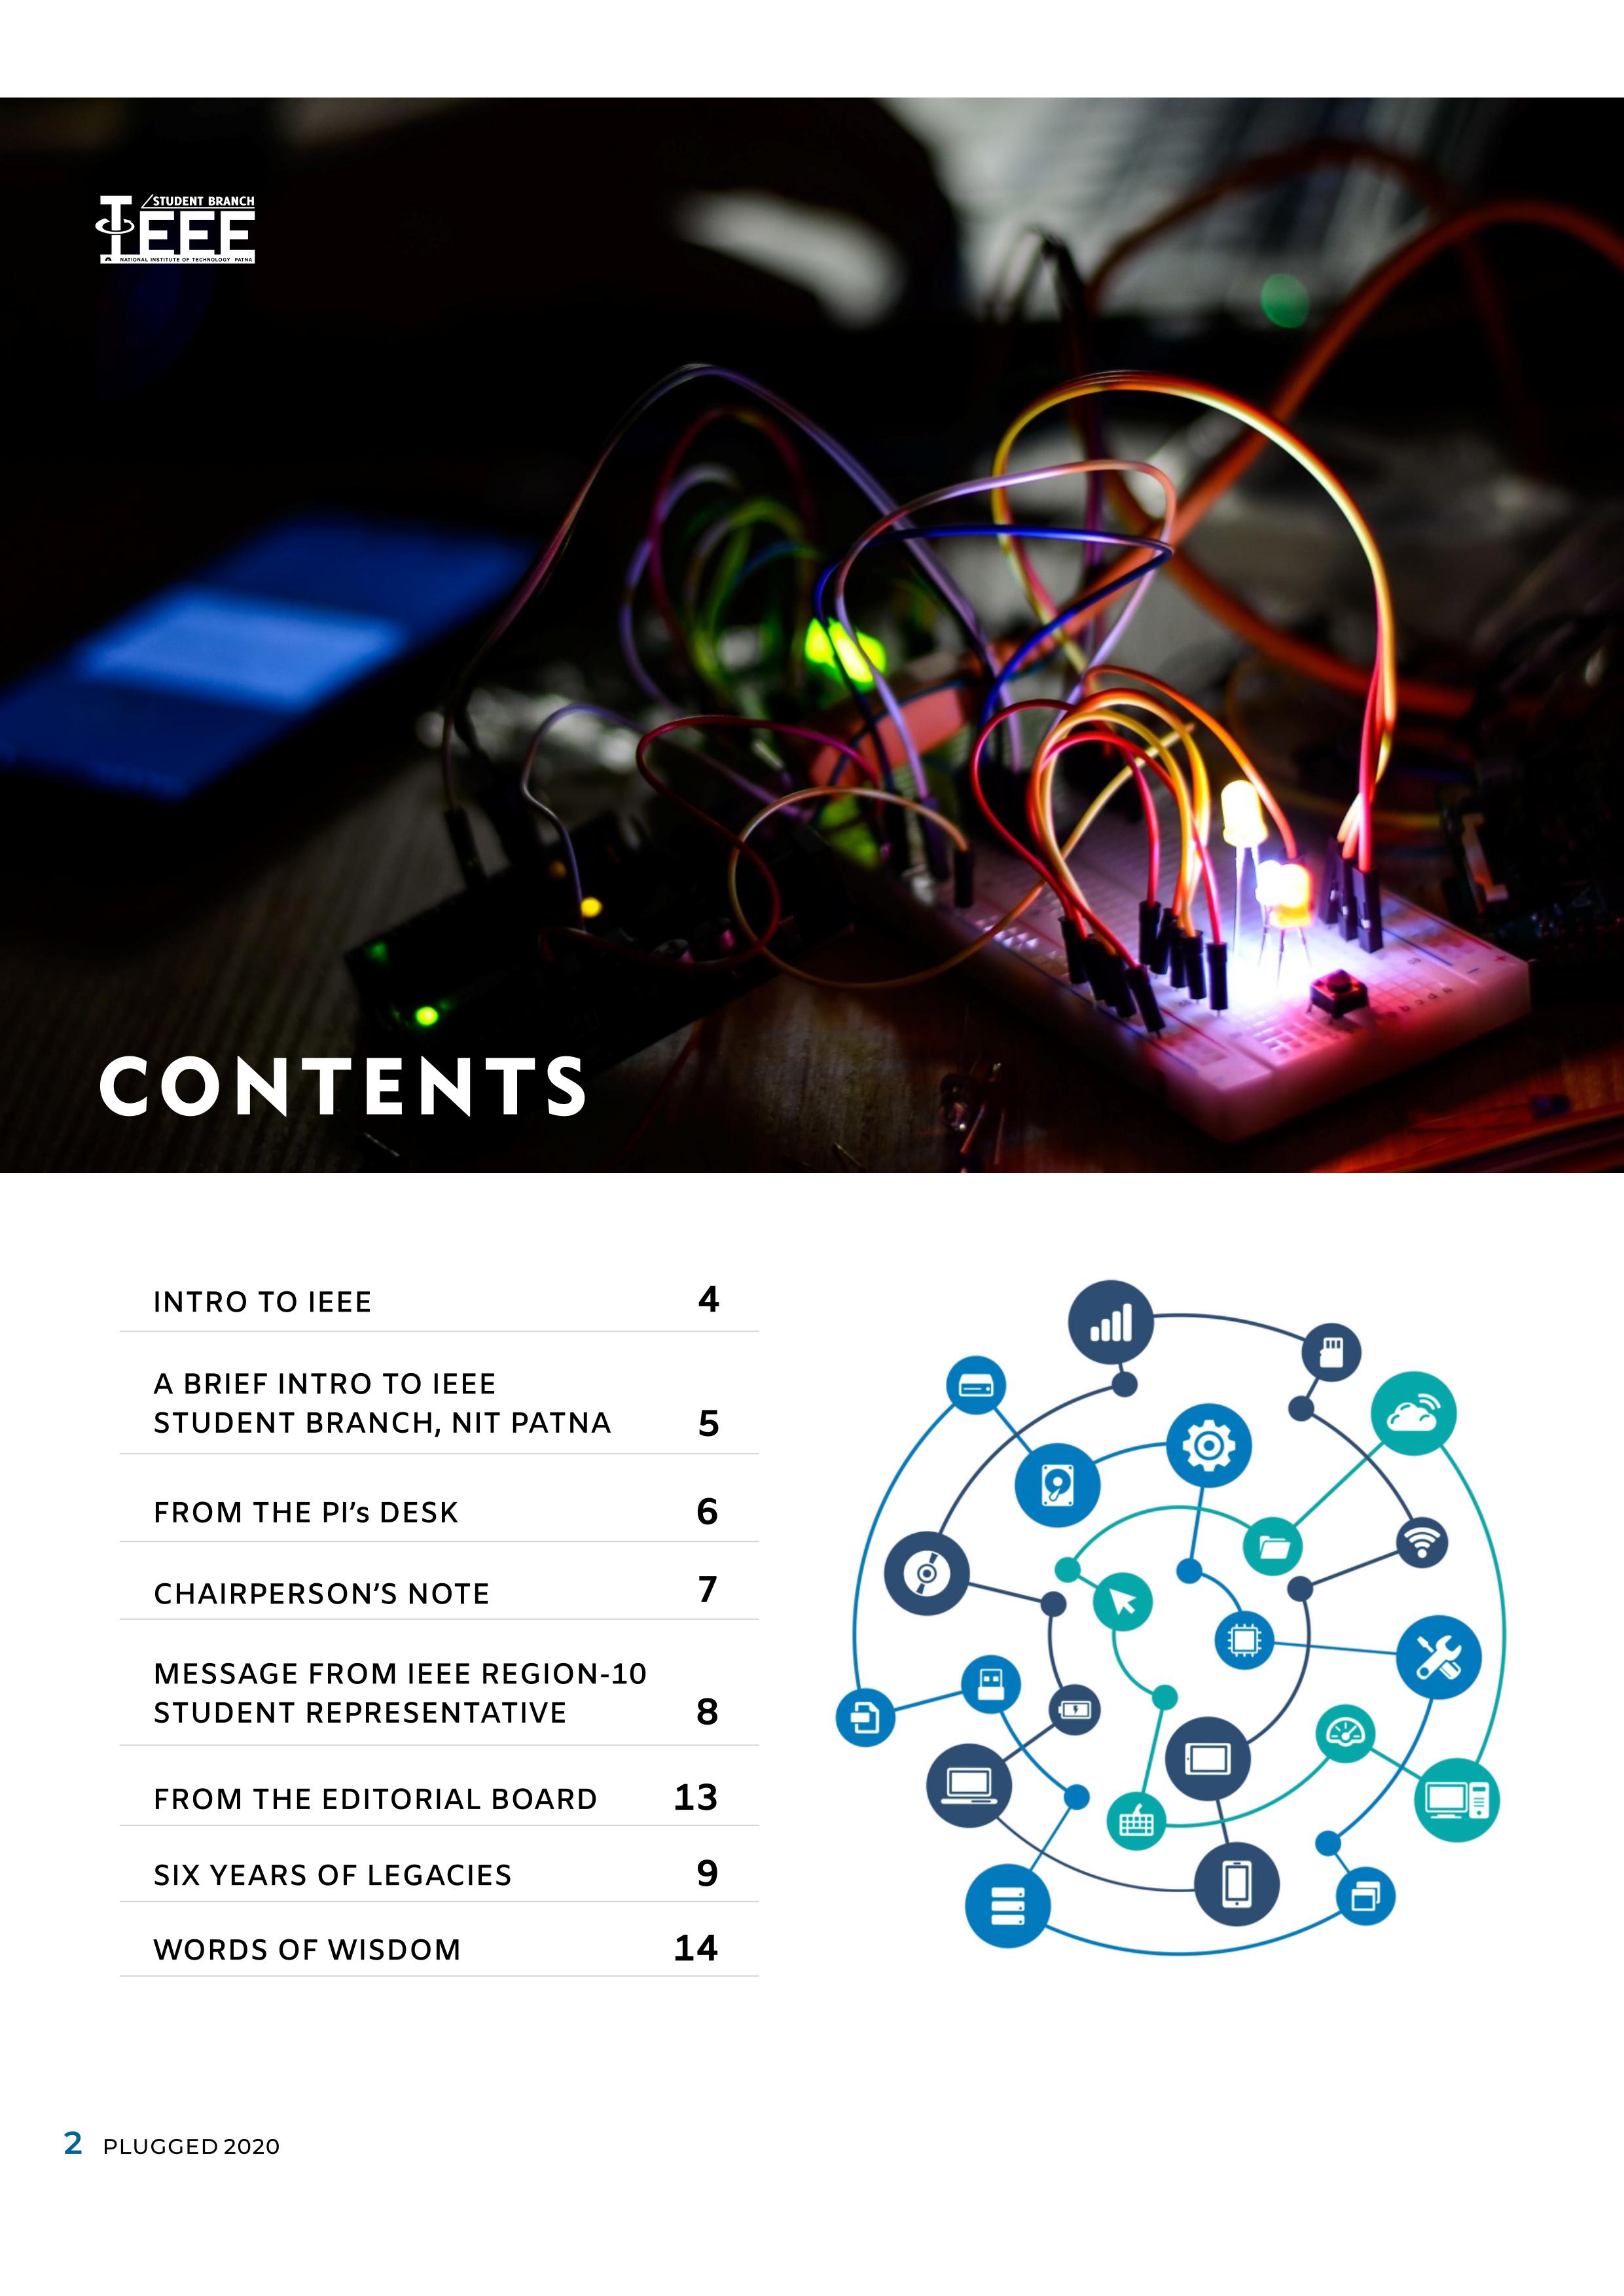 STUDENT BRANCH
IEEE
NATIONAL INSTITUTE OF TECHNOLOGY PATNA
CONTENTS
INTRO TO IEEE 4
A BRIEF INTRO TO IEEE
STUDENT BRANCH, NIT PATNA 5
FROM THE PI's DESK 6
CHAIRPERSON'S NOTE 7
MESSAGE FROM IEEE REGION-10
STUDENT REPRESENTATIVE 8
FROM THE EDITORIAL BOARD 13
SIX YEARS OF LEGACIES 9
WORDS OF WISDOM 14
2 PLUGGED 2020